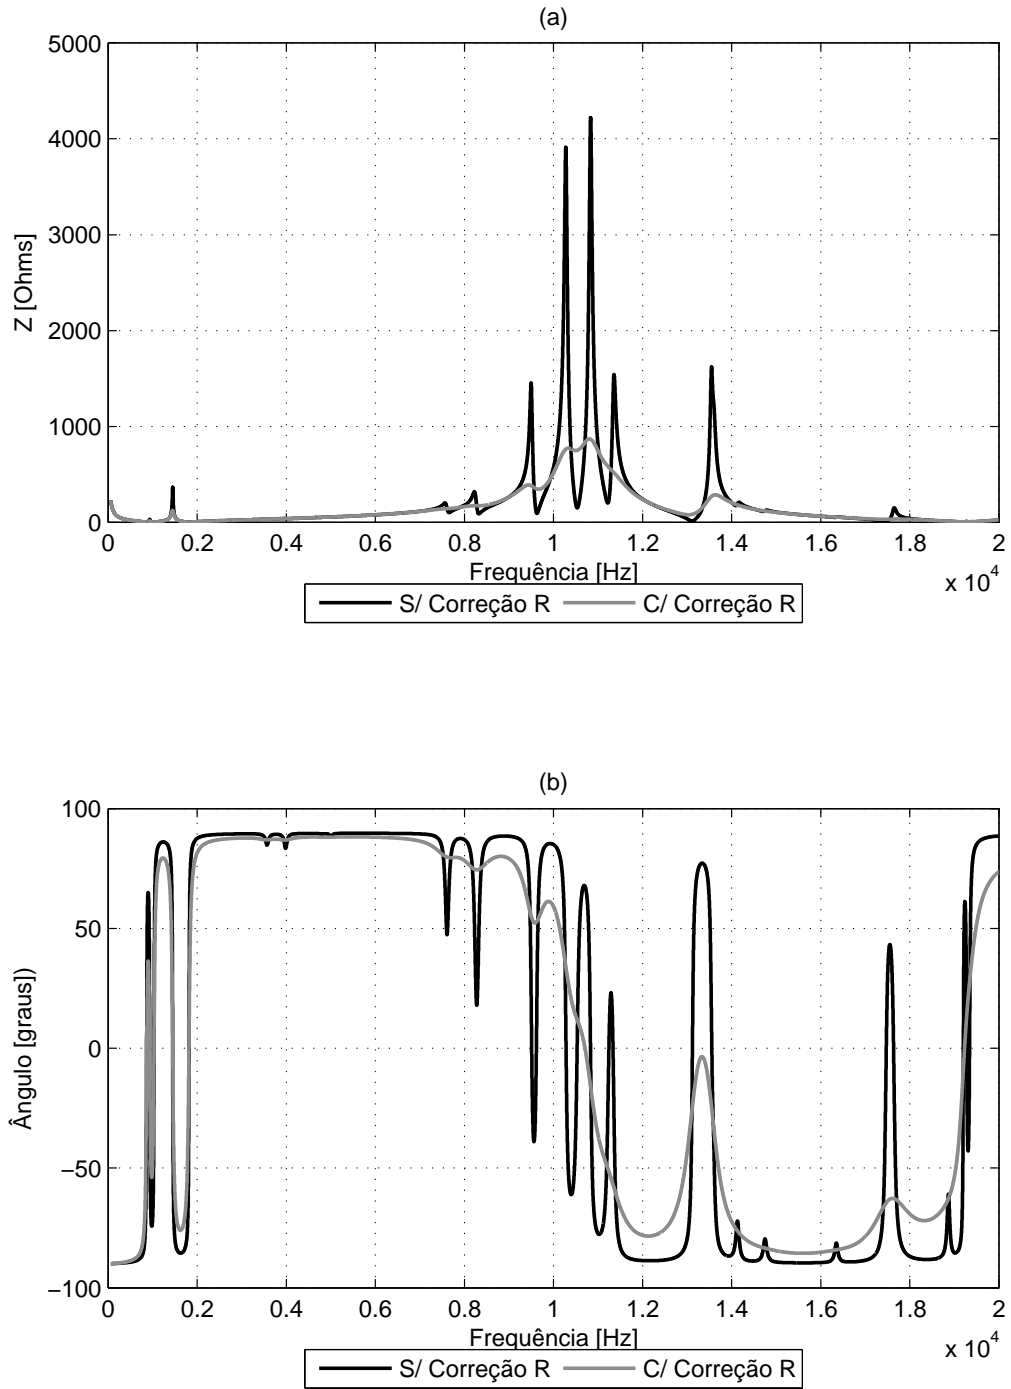 (a)
5000
4000
3000
2000
1000
0
Z [Ohms]
0 0.2 0.4 0.6 0.8 1 1.2 1.4 1.6 1.8 2
Frequência [Hz]
x 10^4
S/ Correção R C/ Correção R
(b)
100
50
0
−50
−100
Ângulo [graus])
0 0.2 0.4 0.6 0.8 1 1.2 1.4 1.6 1.8 2
Frequência [Hz]
x 10^4
S/ Correção R C/ Correção R